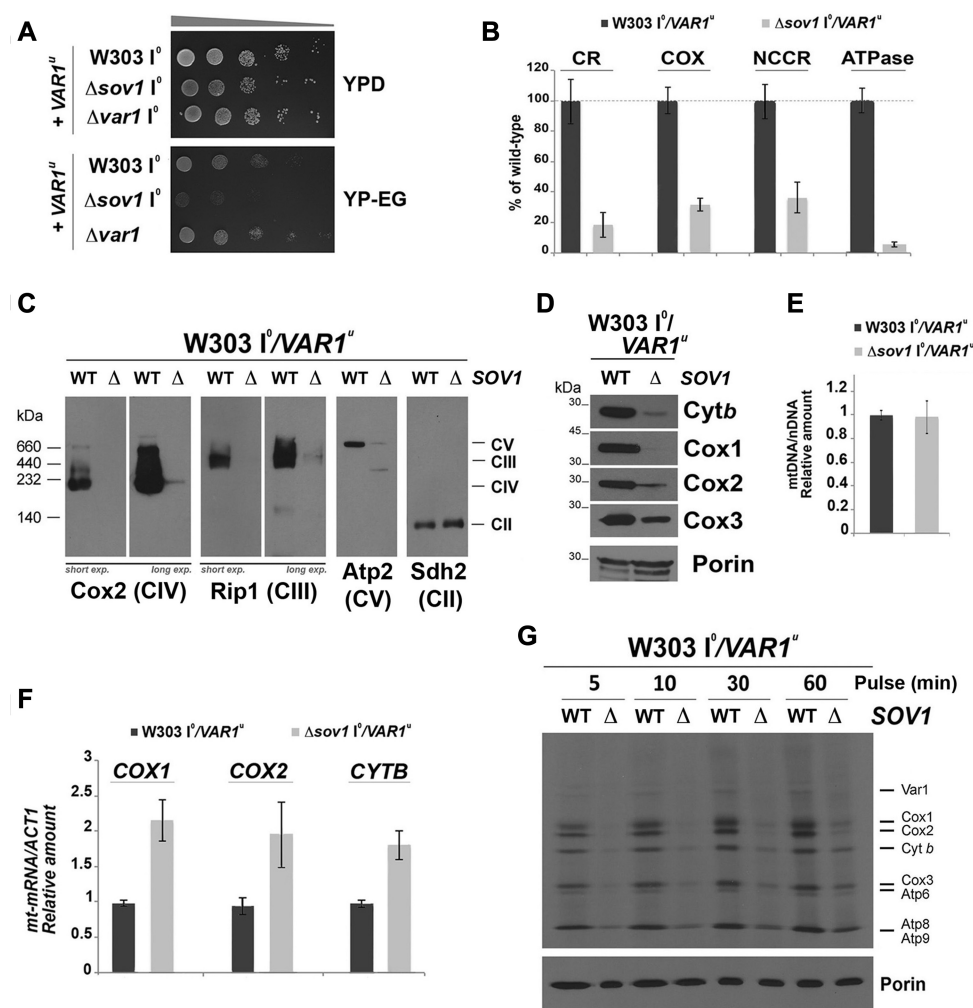 A
+ VAR1ᵘ
W303 I⁰
Δsov1 I⁰
Δvar1 I⁰
YPD
+ VAR1ᵘ
W303 I⁰
Δsov1 I⁰
Δvar1
YP-EG
B
W303 I⁰/VAR1ᵘ
Δsov1 I⁰/VAR1ᵘ
CR COX NCCR ATPase
% of wild-type
120
100
80
60
40
20
0
C
W303 I⁰/VAR1ᵘ
WT Δ WT Δ WT Δ WT Δ WT Δ WT Δ SOV1
kDa
660
440
232
140
CV
CIII
CIV
CII
short exp. long exp. short exp. long exp.
Cox2 (CIV)
Rip1 (CIII)
Atp2
(CV)
Sdh2
(CII)
D
W303 I⁰/
VAR1ᵘ
WT Δ SOV1
kDa
30
Cytb
45
Cox1
30
30
Cox2
30
Cox3
30
Porin
E
W303 I⁰/VAR1ᵘ
Δsov1 I⁰/VAR1ᵘ
mtDNA/nDNA
Relative amount
1.2
1
0.8
0.6
0.4
0.2
0
F
W303 I⁰/VAR1ᵘ
Δsov1 I⁰/VAR1ᵘ
COX1 COX2 CYTB
mt-mRNA/ACT1
Relative amount
3
2.5
2
1.5
1
0.5
0
G
W303 I⁰/VAR1ᵘ
5 10 30 60 Pulse (min)
WT Δ WT Δ WT Δ WT Δ SOV1
Var1
Cox1
Cox2
Cyt b
Cox3
Atp6
Atp8
Atp9
Porin